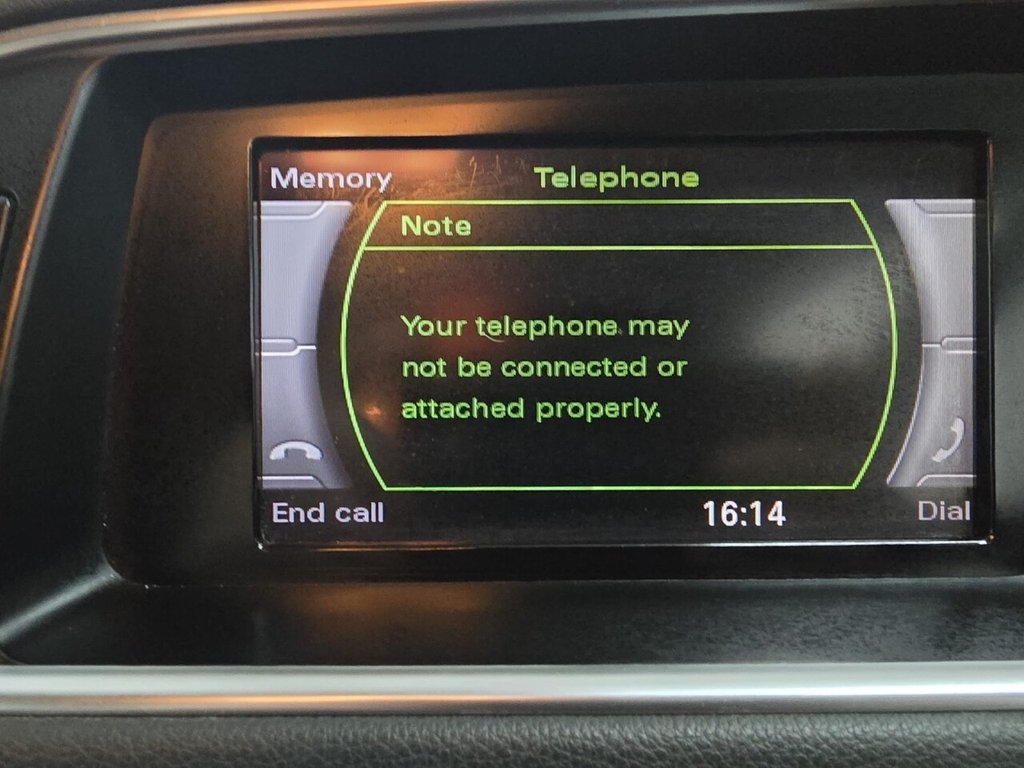 Memory Telephone
Note
Your telephone may
not be connected or
attached properly.
End call 16:14 Dial